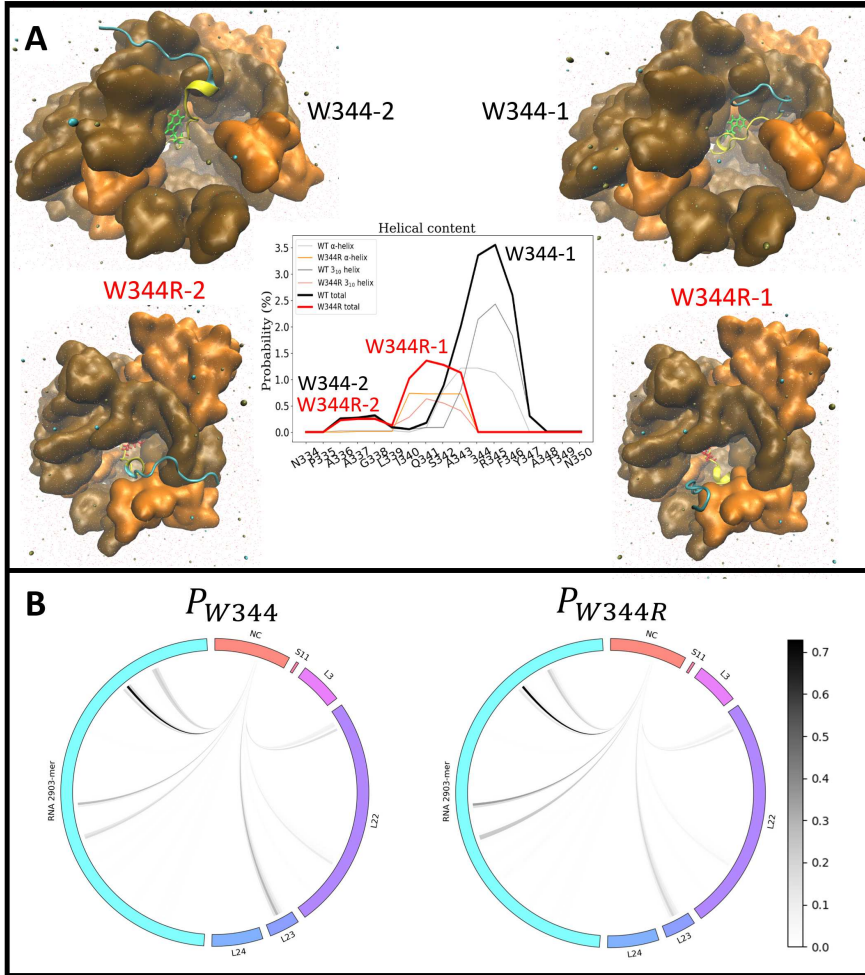 A
W344-2
W344-1
W344R-2
W344R-1
Helical content
Probability (%)
3.5
3.0
2.5
2.0
1.5
1.0
0.5
0.0
WT α-helix
W344R α-helix
WT 3₁₀ helix
W344R 3₁₀ helix
WT total
W344R total
W344-1
W344R-1
W344-2
W344R-2
N334
P335
A336
A337
G338
L339
T340
Q341
S342
A343
344
R345
F346
Y347
A348
T349
N350
B
P_W344
NC
S11
L3
L22
L23
L24
RNA 2903-mer
P_W344R
NC
S11
L3
L22
L23
L24
RNA 2903-mer
0.7
0.6
0.5
0.4
0.3
0.2
0.1
0.0